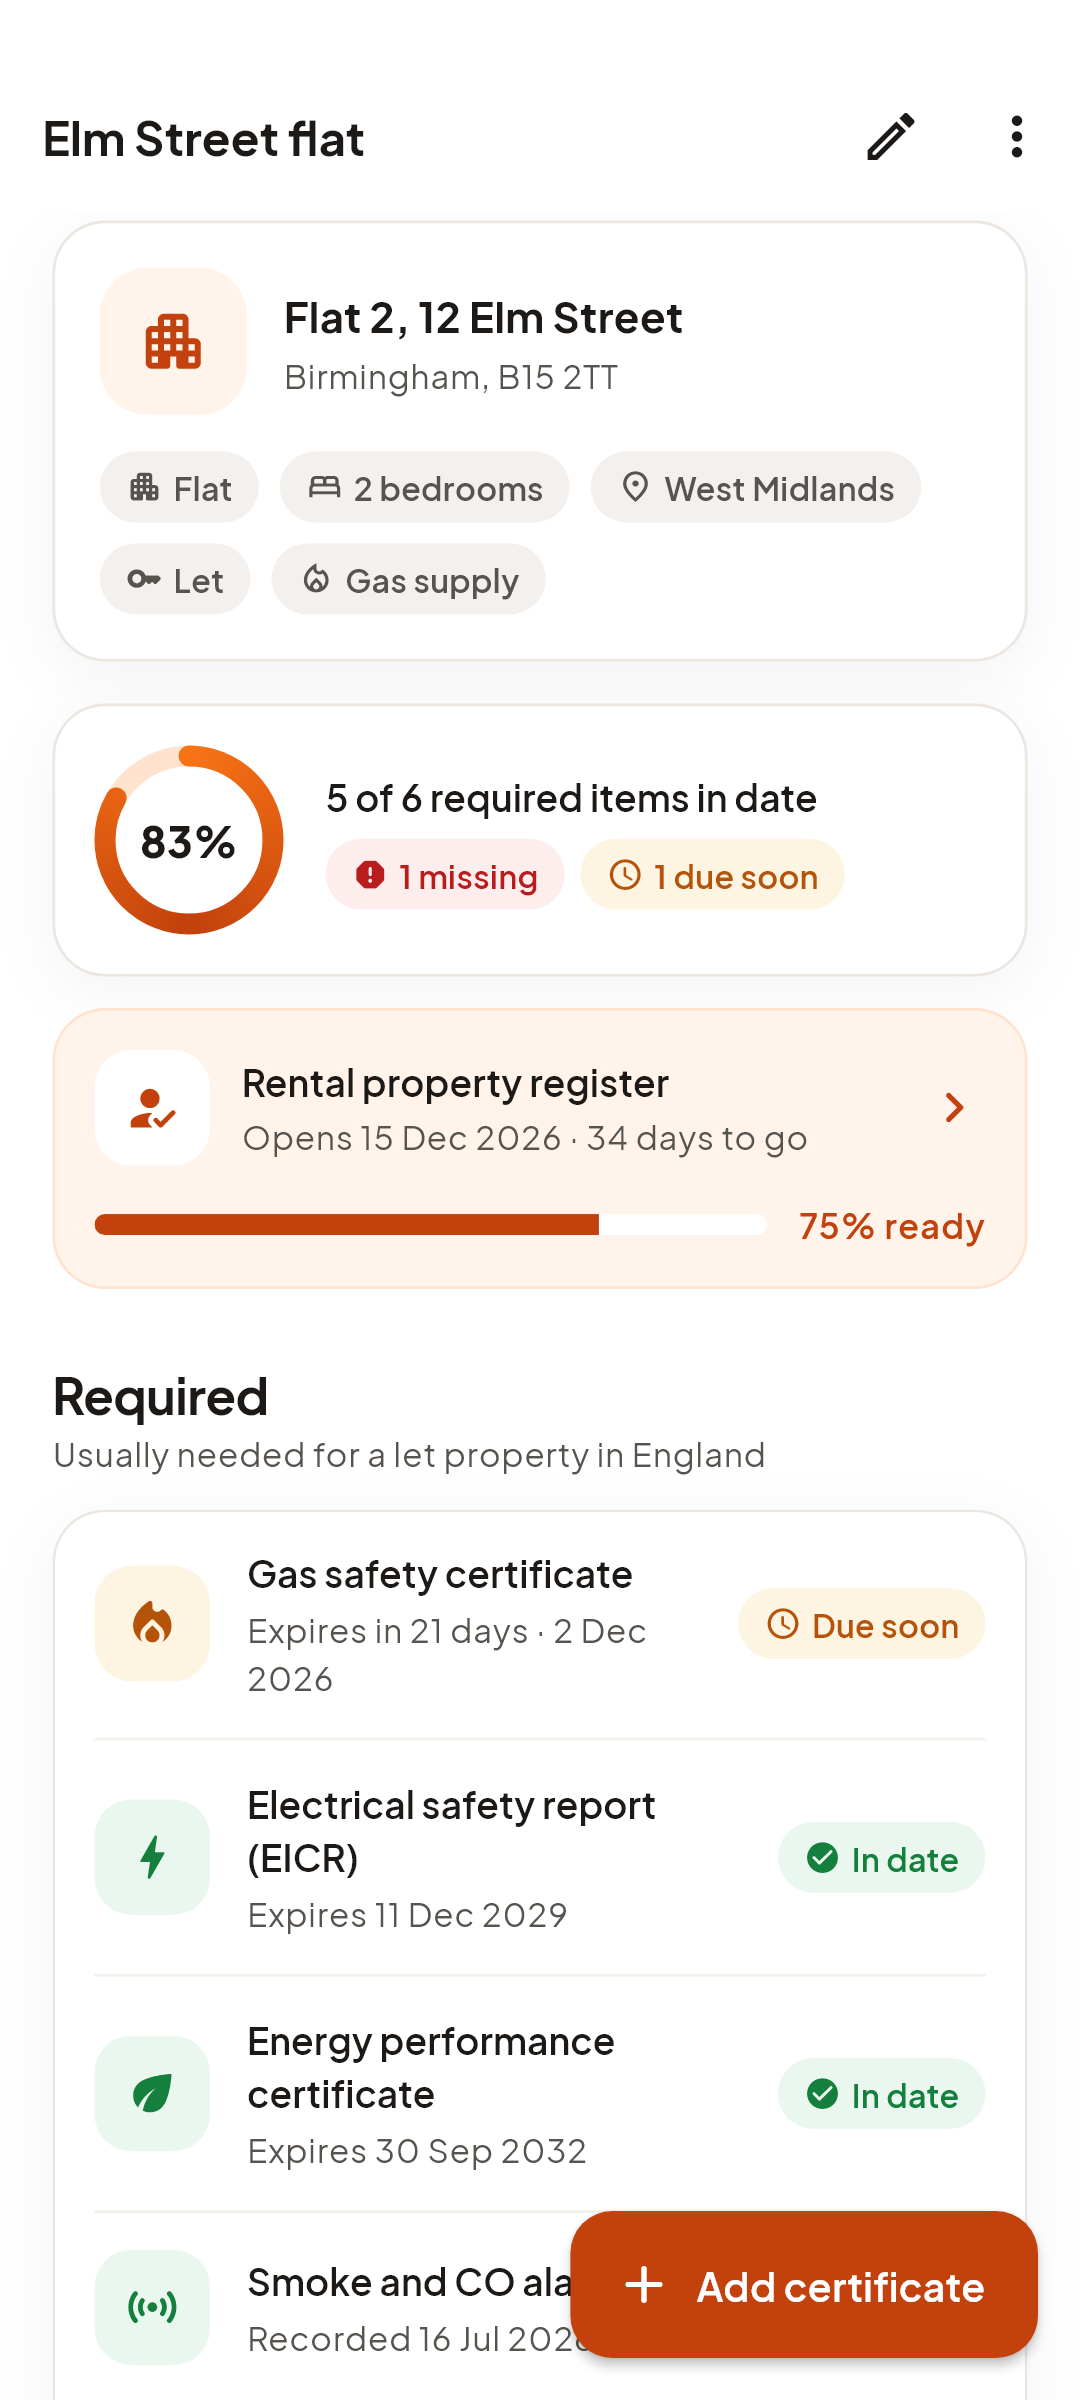 Elm Street flat
Flat 2, 12 Elm Street
Birmingham, B15 2TT
Flat
2 bedrooms
West Midlands
Let
Gas supply
83%
5 of 6 required items in date
1 missing
1 due soon
Rental property register
Opens 15 Dec 2026 · 34 days to go
75% ready
Required
Usually needed for a let property in England
Gas safety certificate
Expires in 21 days · 2 Dec
2026
Due soon
Electrical safety report
(EICR)
Expires 11 Dec 2029
In date
Energy performance
certificate
Expires 30 Sep 2032
In date
Smoke and CO
Recorded 16 Jul
Add certificate